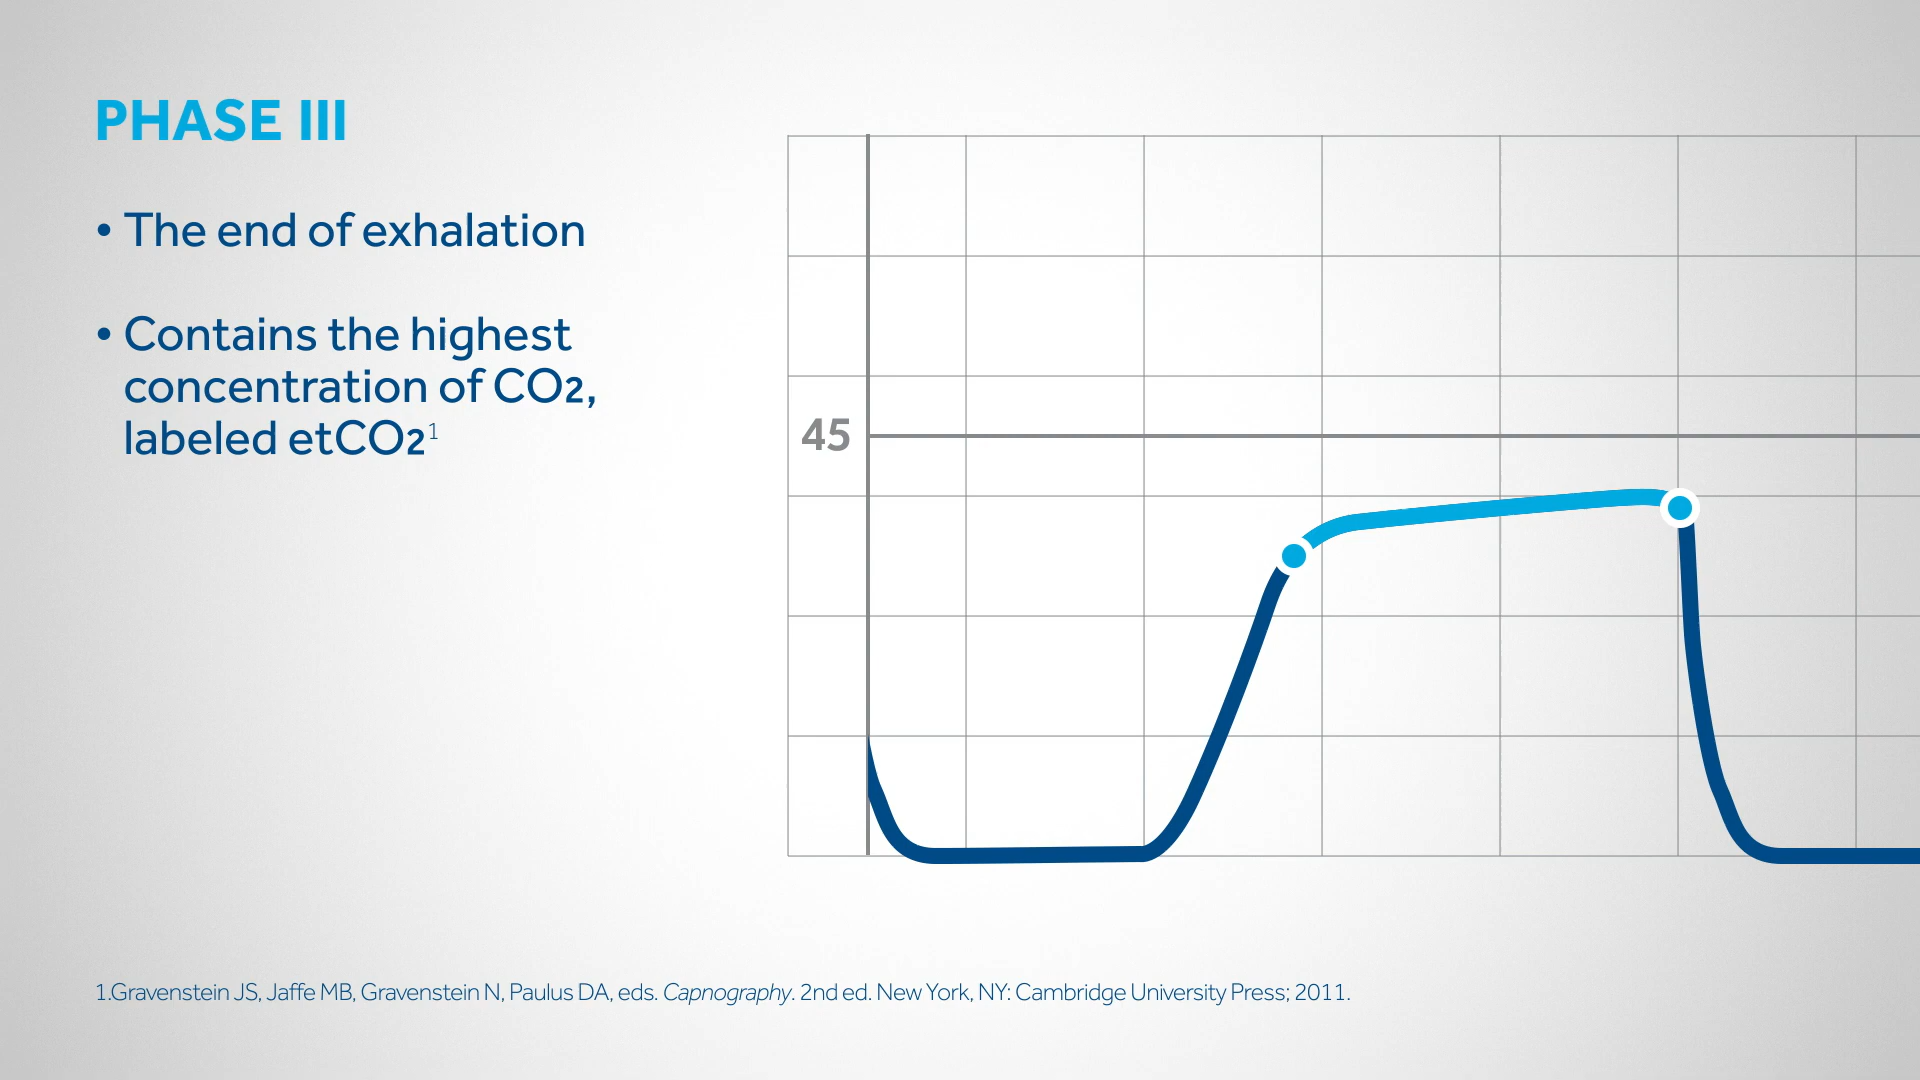 PHASE III
• The end of exhalation
• Contains the highest
concentration of CO2,
labeled etCO2¹
45
1.Gravenstein JS, Jaffe MB, Gravenstein N, Paulus DA, eds. Capnography. 2nd ed. New York, NY: Cambridge University Press; 2011.